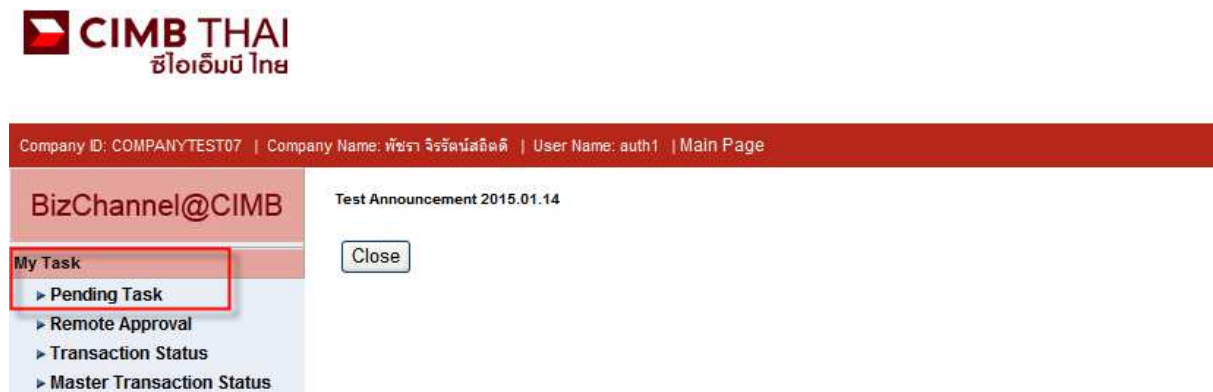 CIMB THAI
ซีไอเอ็มบี ไทย
Company ID: COMPANYTEST07 | Company Name: พัชรา จิรรัตน์สถิตดี | User Name: auth1 | Main Page
BizChannel@CIMB
Test Announcement 2015.01.14
Close
My Task
Pending Task
Remote Approval
Transaction Status
Master Transaction Status